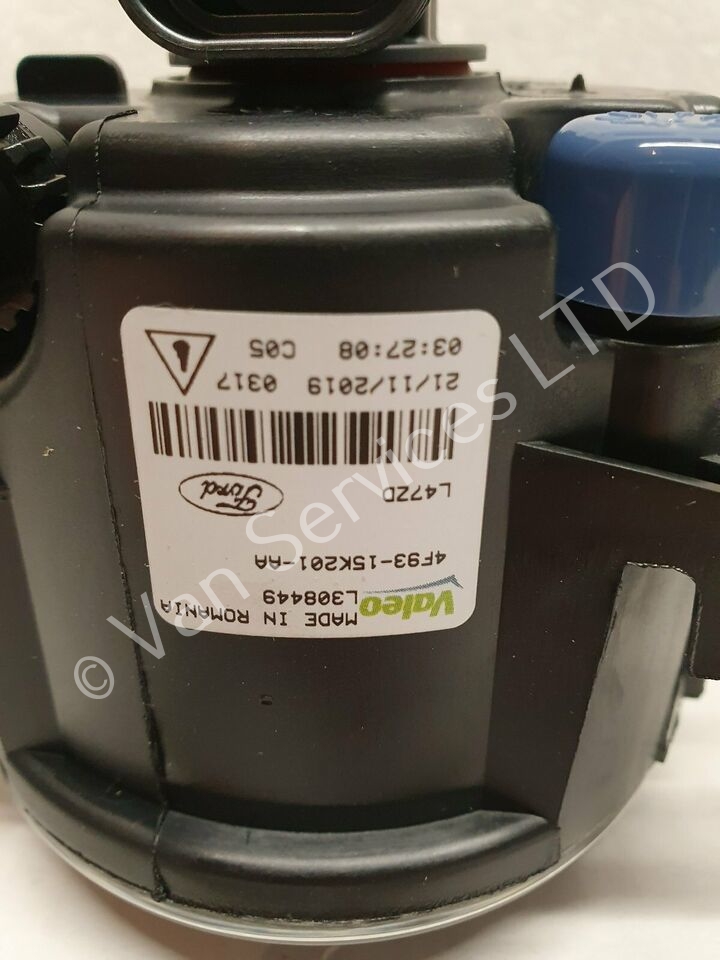 Valeo
MADE IN ROMANIA
L308449
4F93-15K201-AA
Ford
L472D
21/11/2019 0317
03:27:08 C05
© Van Services LTD